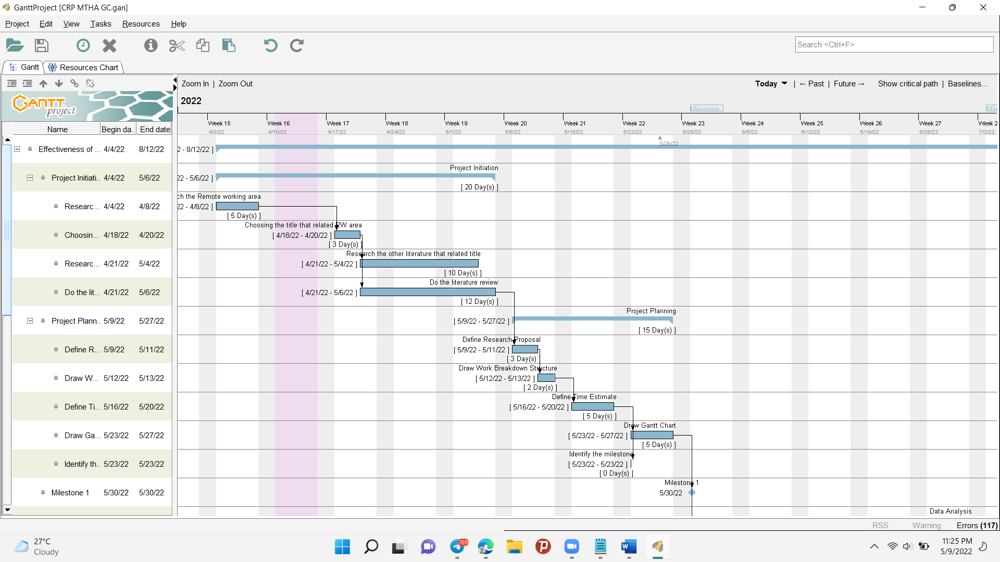 GanttProject [CRP MTHA GC.gan]
Project Edit View Tasks Resources Help
Search <Ctrl+F>
Gantt Resources Chart
Zoom In | Zoom Out
Today | ← Past | Future → Show critical path | Baselines...
GANTT project
2022
Milestone 1
Name Begin da.. End date
Week 15 Week 16 Week 17 Week 18 Week 19 Week 20 Week 21 Week 22 Week 23 Week 24 Week 25 Week 26 Week 27 Week 2
4/3/22 4/10/22 4/17/22 4/24/22 5/1/22 5/8/22 5/15/22 5/22/22 5/29/22 6/5/22 6/12/22 6/19/22 6/26/22 7/3/22
5/26/22
Effectiveness of ... 4/4/22 8/12/22 2 - 8/12/22 ]
Project Initiation
Project Initiati.. 4/4/22 5/6/22 22 - 5/6/22 ]
[ 20 Day(s) ]
ch the Remote working area
Researc... 4/4/22 4/8/22 22 - 4/8/22 ]
[ 5 Day(s) ]
Choosing the title that related RW area
Choosin... 4/18/22 4/20/22 [ 4/18/22 - 4/20/22 ]
[ 3 Day(s) ]
Research the other literature that related title
Researc... 4/21/22 5/4/22 [ 4/21/22 - 5/4/22 ]
[ 10 Day(s) ]
Do the literature review
Do the lit... 4/21/22 5/6/22 [ 4/21/22 - 5/6/22 ]
[ 12 Day(s) ]
Project Planning
Project Plann.. 5/9/22 5/27/22 [ 5/9/22 - 5/27/22 ]
[ 15 Day(s) ]
Define Research Proposal
Define R... 5/9/22 5/11/22 [ 5/9/22 - 5/11/22 ]
[ 3 Day(s) ]
Draw Work Breakdown Structure
Draw W... 5/12/22 5/13/22 [ 5/12/22 - 5/13/22 ]
[ 2 Day(s) ]
Define Time Estimate
Define Ti... 5/16/22 5/20/22 [ 5/16/22 - 5/20/22 ]
[ 5 Day(s) ]
Draw Gantt Chart
Draw Ga... 5/23/22 5/27/22 [ 5/23/22 - 5/27/22 ]
[ 5 Day(s) ]
Identify the milestone
Identify th.. 5/23/22 5/23/22 [ 5/23/22 - 5/23/22 ]
[ 0 Day(s) ]
Milestone 1
Milestone 1 5/30/22 5/30/22 5/30/22
Data Analysis
RSS Warning Errors (117)
27°C
Cloudy
769
11:25 PM
5/9/2022